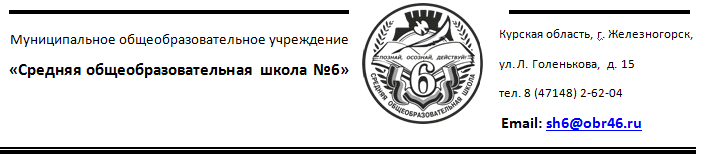 Муниципальное общеобразовательное учреждение
«Средняя общеобразовательная школа №6»
ПОЗНАЙ, ОСОЗНАЙ, ДЕЙСТВУЙ!
6
СРЕДНЯЯ ОБЩЕОБРАЗОВАТЕЛЬНАЯ ШКОЛА
Курская область, г. Железногорск,
ул. Л. Голенькова, д. 15
тел. 8 (47148) 2-62-04
Email: sh6@obr46.ru